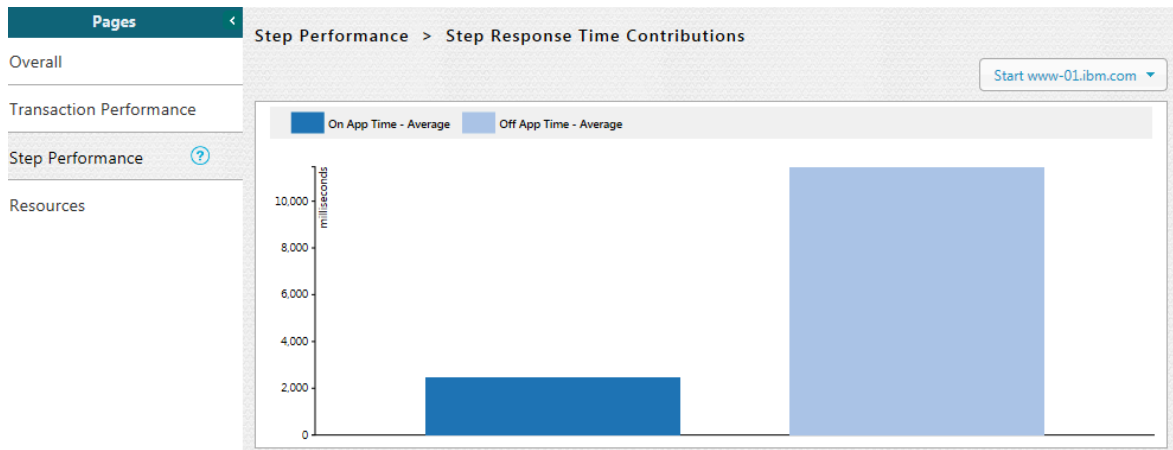 Pages <
Step Performance > Step Response Time Contributions
Overall
Start www-01.ibm.com
Transaction Performance
On App Time - Average Off App Time - Average
Step Performance ?
Resources
milliseconds
10,000
8,000
6,000
4,000
2,000
0